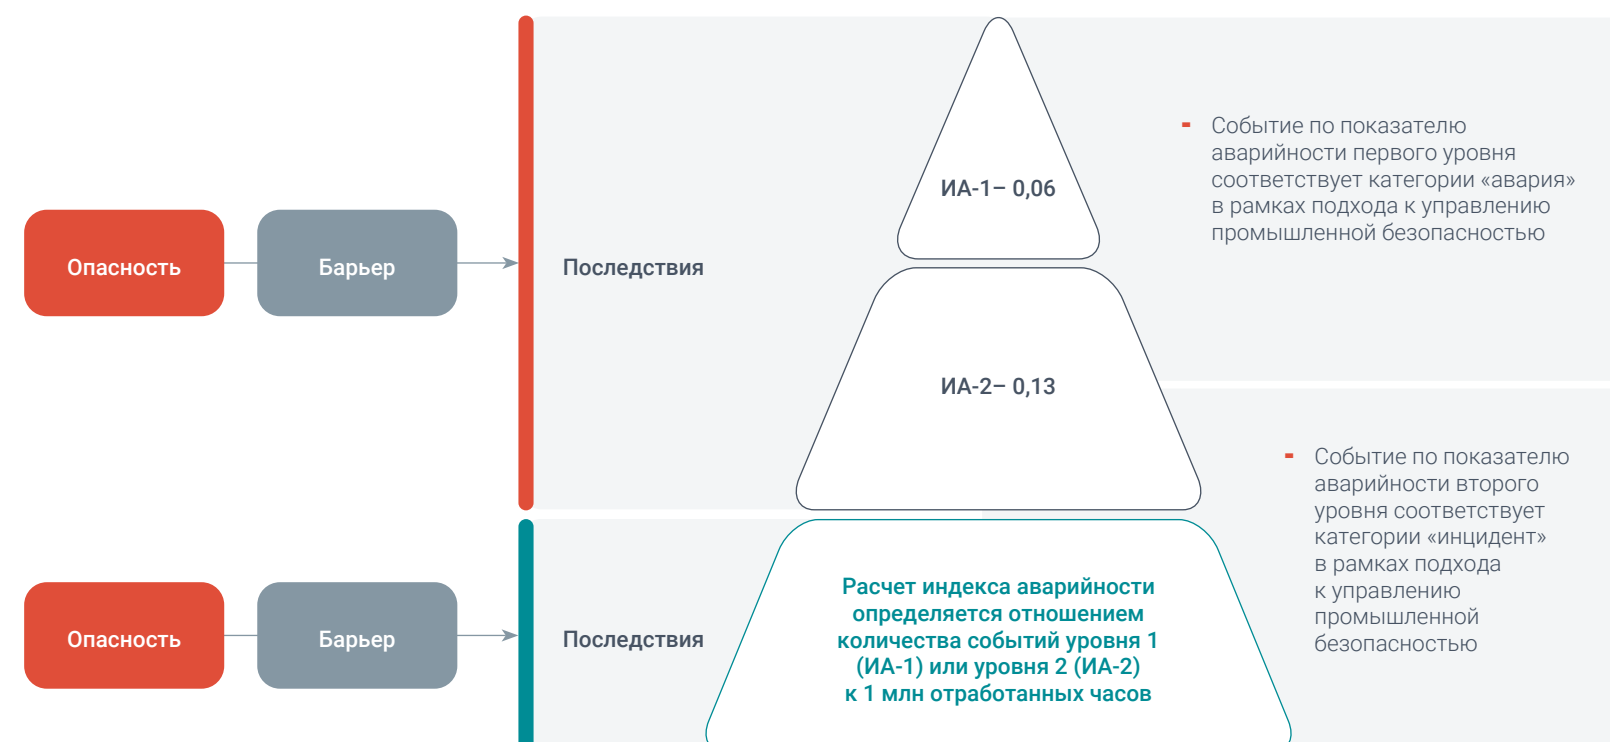 Опасность
Барьер
Последствия
ИА-1– 0,06
- Событие по показателю
аварийности первого уровня
соответствует категории «авария»
в рамках подхода к управлению
промышленной безопасностью
ИА-2– 0,13
- Событие по показателю
аварийности второго
уровня соответствует
категории «инцидент»
в рамках подхода
к управлению
промышленной
безопасностью
Опасность
Барьер
Последствия
Расчет индекса аварийности
определяется отношением
количества событий уровня 1
(ИА-1) или уровня 2 (ИА-2)
к 1 млн отработанных часов